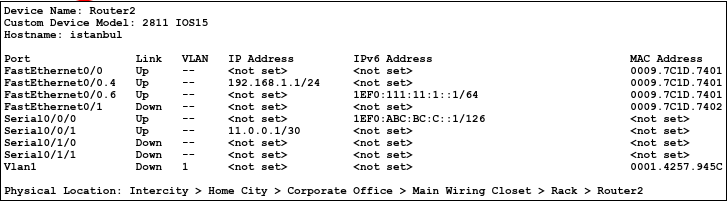 Device Name: Router2
Custom Device Model: 2811 IOS15
Hostname: istanbul
Port Link VLAN IP Address IPv6 Address MAC Address
FastEthernet0/0 Up -- <not set> <not set> 0009.7C1D.7401
FastEthernet0/0.4 Up -- 192.168.1.1/24 <not set> 0009.7C1D.7401
FastEthernet0/0.6 Up -- <not set> 1EF0:111:11:1::1/64 0009.7C1D.7401
FastEthernet0/1 Down -- <not set> <not set> 0009.7C1D.7402
Serial0/0/0 Up -- <not set> 1EF0:ABC:BC:C::1/126 <not set>
Serial0/0/1 Up -- 11.0.0.1/30 <not set> <not set>
Serial0/1/0 Down -- <not set> <not set> <not set>
Serial0/1/1 Down -- <not set> <not set> <not set>
Vlan1 Down 1 <not set> <not set> 0001.4257.945C
Physical Location: Intercity > Home City > Corporate Office > Main Wiring Closet > Rack > Router2